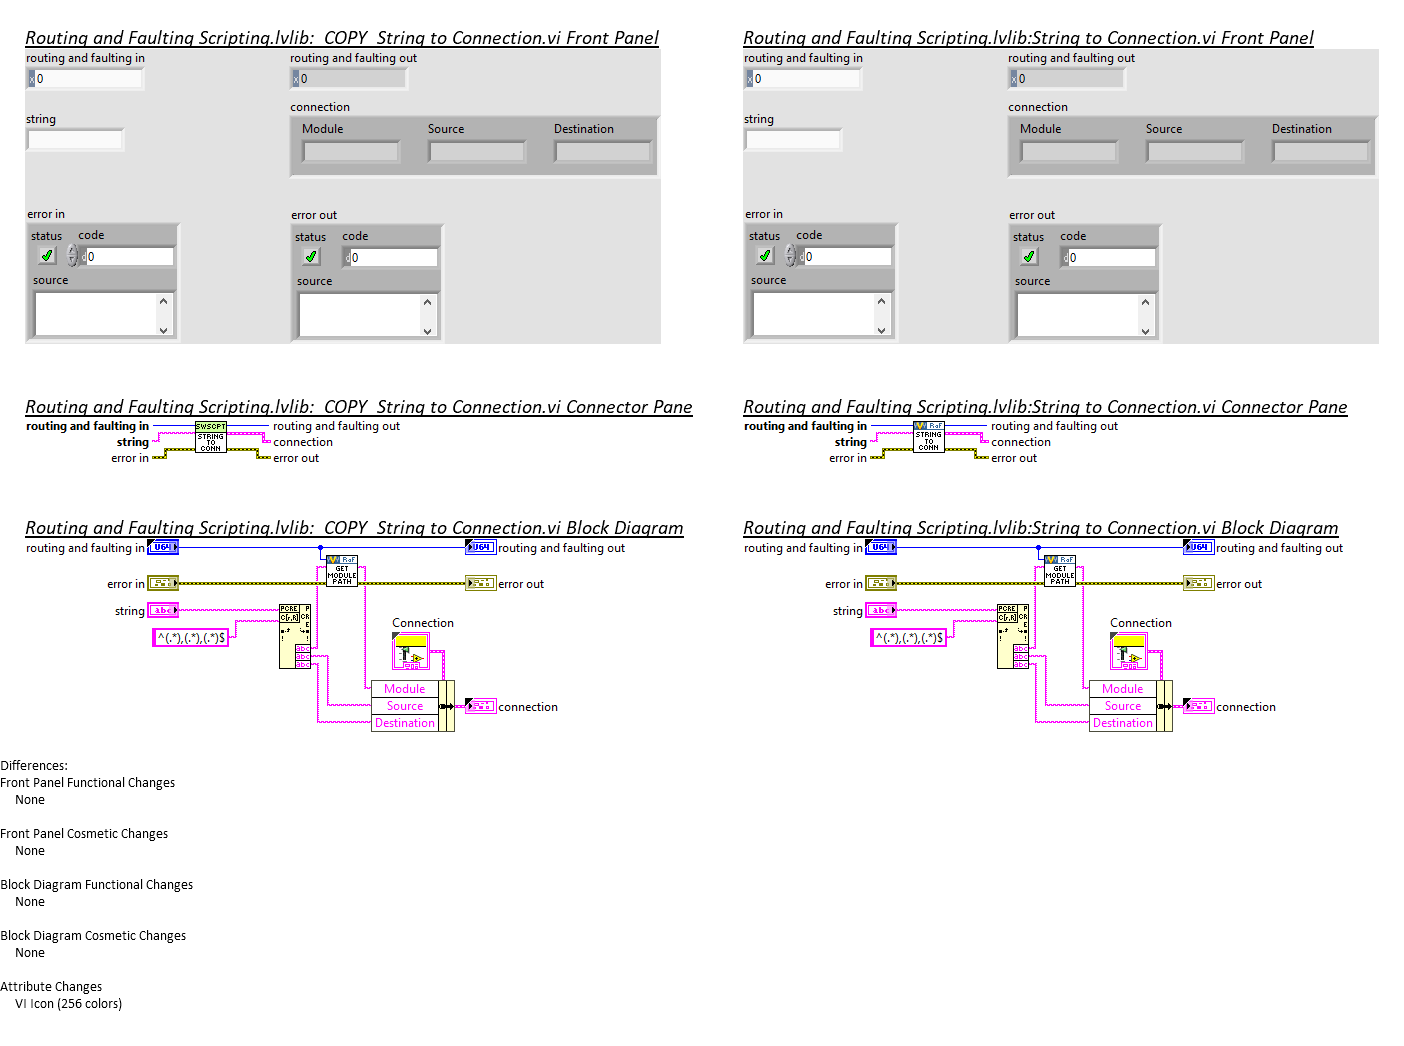 Routing and Faulting Scripting.lvlib:  COPY  String to Connection.vi Front Panel
routing and faulting in
x 0
routing and faulting out
x 0
string
connection
Module
Source
Destination
error in
status
code
d 0
source
error out
status
code
d 0
source
Routing and Faulting Scripting.lvlib:String to Connection.vi Front Panel
routing and faulting in
x 0
routing and faulting out
x 0
string
connection
Module
Source
Destination
error in
status
code
d 0
source
error out
status
code
d 0
source
Routing and Faulting Scripting.lvlib:  COPY  String to Connection.vi Connector Pane
routing and faulting in
string
error in
SWSCPT
STRING
TO
CONN
routing and faulting out
connection
error out
Routing and Faulting Scripting.lvlib:String to Connection.vi Connector Pane
routing and faulting in
string
error in
RaF
STRING
TO
CONN
routing and faulting out
connection
error out
Routing and Faulting Scripting.lvlib:  COPY  String to Connection.vi Block Diagram
routing and faulting in
U64
U64
routing and faulting out
RaF
GET
MODULE
PATH
error in
error out
string
abc
^(.*),(.*),(.*)$
PCRE
C[r,R]
P
CR
E
abc
abc
abc
Connection
Module
Source
Destination
connection
Routing and Faulting Scripting.lvlib:String to Connection.vi Block Diagram
routing and faulting in
U64
U64
routing and faulting out
RaF
GET
MODULE
PATH
error in
error out
string
abc
^(.*),(.*),(.*)$
PCRE
C[r,R]
P
CR
E
abc
abc
abc
Connection
Module
Source
Destination
connection
Differences:
Front Panel Functional Changes
None
Front Panel Cosmetic Changes
None
Block Diagram Functional Changes
None
Block Diagram Cosmetic Changes
None
Attribute Changes
VI Icon (256 colors)